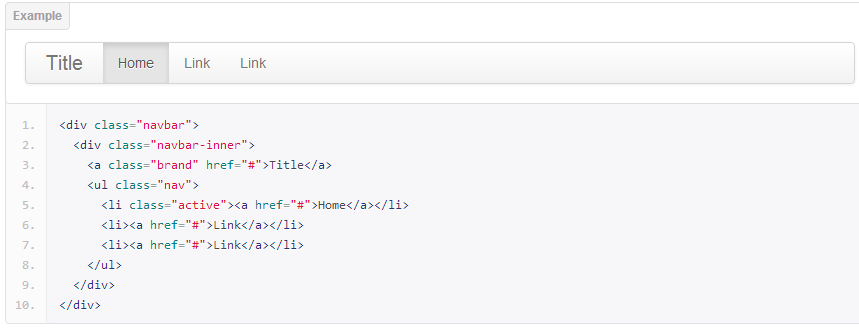 Example
Title Home Link Link
1. <div class="navbar">
2.   <div class="navbar-inner">
3.     <a class="brand" href="#">Title</a>
4.     <ul class="nav">
5.       <li class="active"><a href="#">Home</a></li>
6.       <li><a href="#">Link</a></li>
7.       <li><a href="#">Link</a></li>
8.     </ul>
9.   </div>
10. </div>